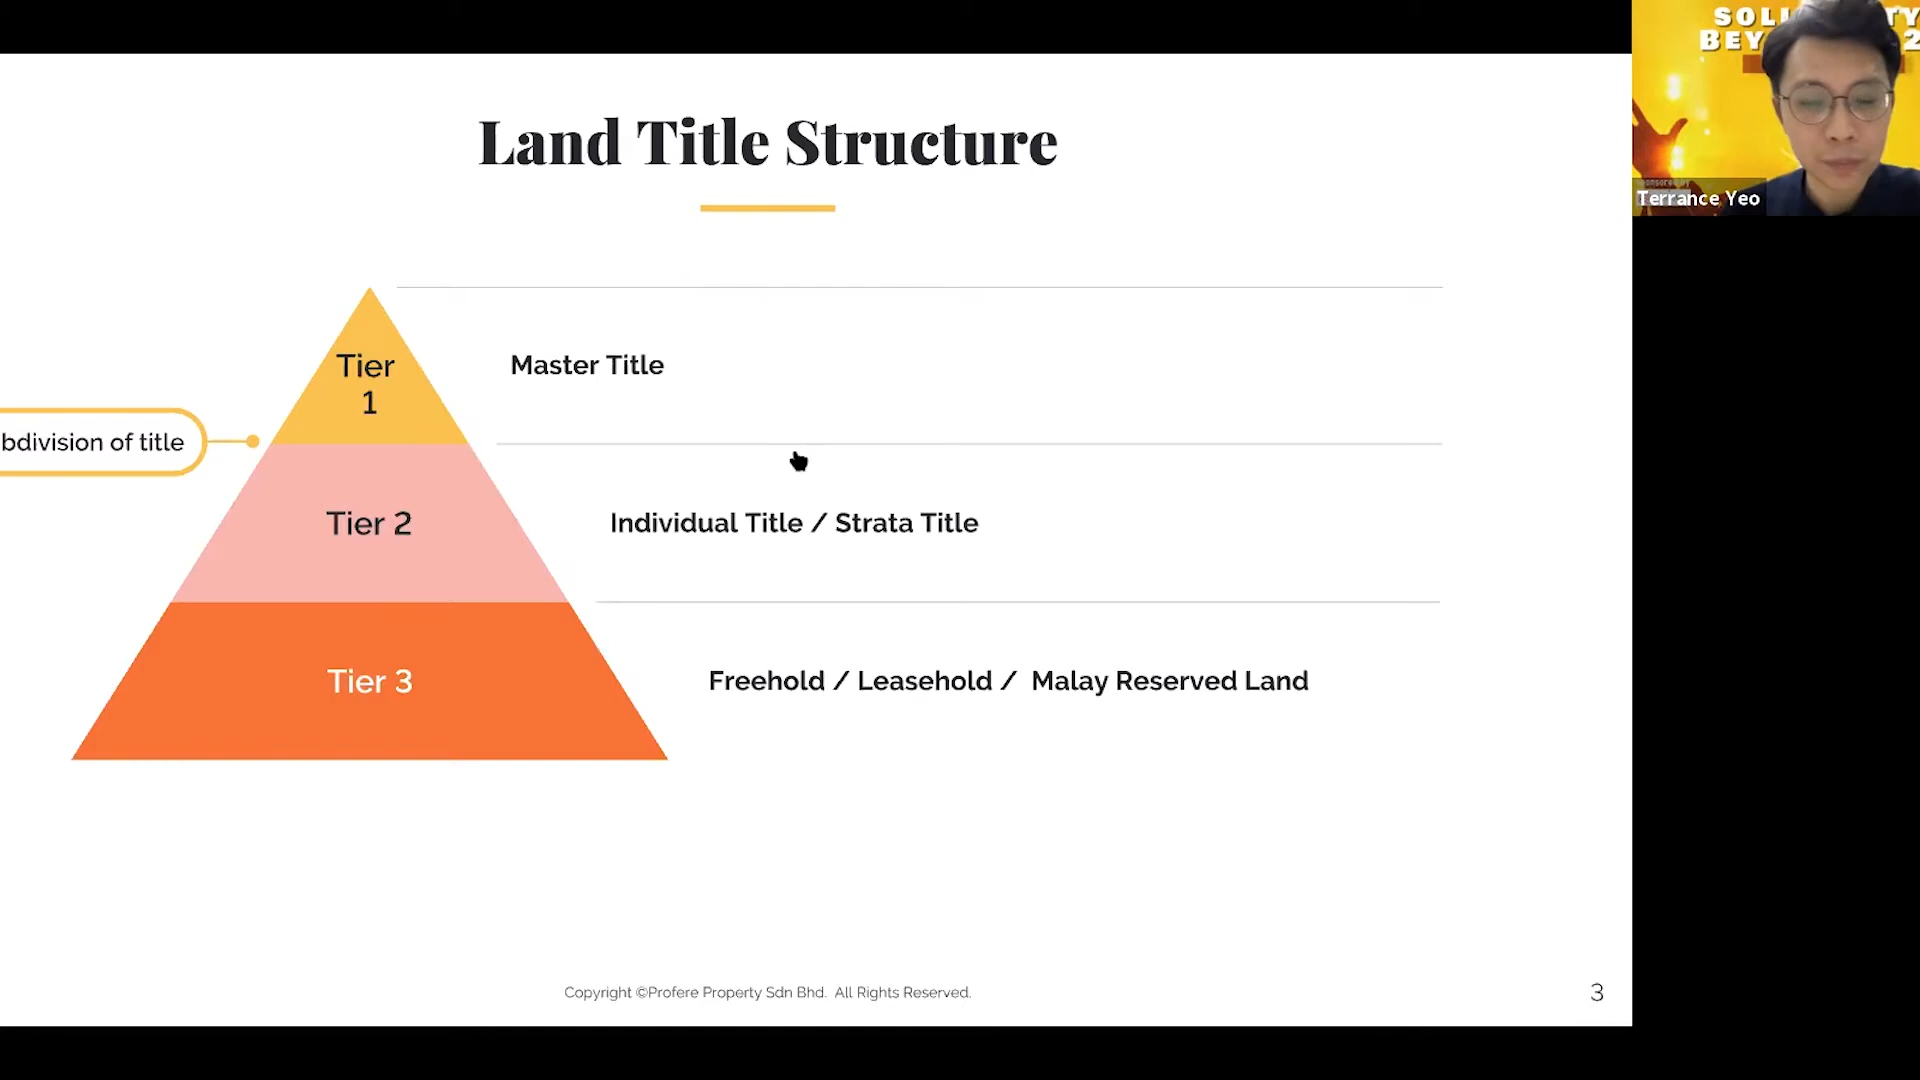 Land Title Structure
Tier
1
Master Title
bdivision of title
Tier 2
Individual Title / Strata Title
Tier 3
Freehold / Leasehold / Malay Reserved Land
Copyright ©Profere Property Sdn Bhd. All Rights Reserved.
3
Terrance Yeo